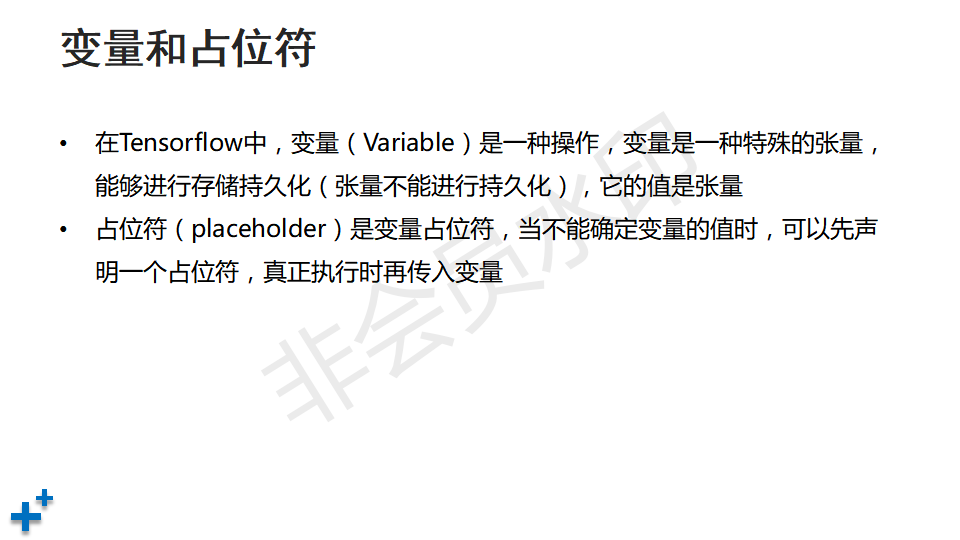 变量和占位符
• 在Tensorflow中，变量（Variable）是一种操作，变量是一种特殊的张量，
能够进行存储持久化（张量不能进行持久化），它的值是张量
• 占位符（placeholder）是变量占位符，当不能确定变量的值时，可以先声
明一个占位符，真正执行时再传入变量
非会员水印